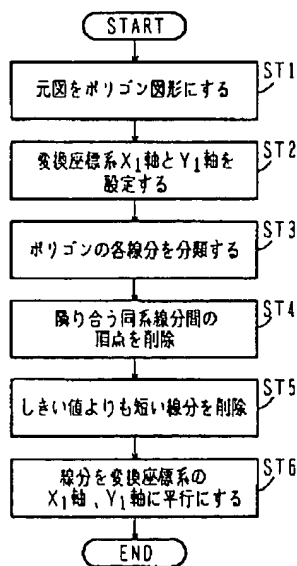 START
ST1
元図をポリゴン図形にする
ST2
変換座標系X₁軸とY₁軸を
設定する
ST3
ポリゴンの各線分を分類する
ST4
隣り合う同系線分間の
頂点を削除
ST5
しきい値よりも短い線分を削除
ST6
線分を変換座標系の
X₁軸、Y₁軸に平行にする
END